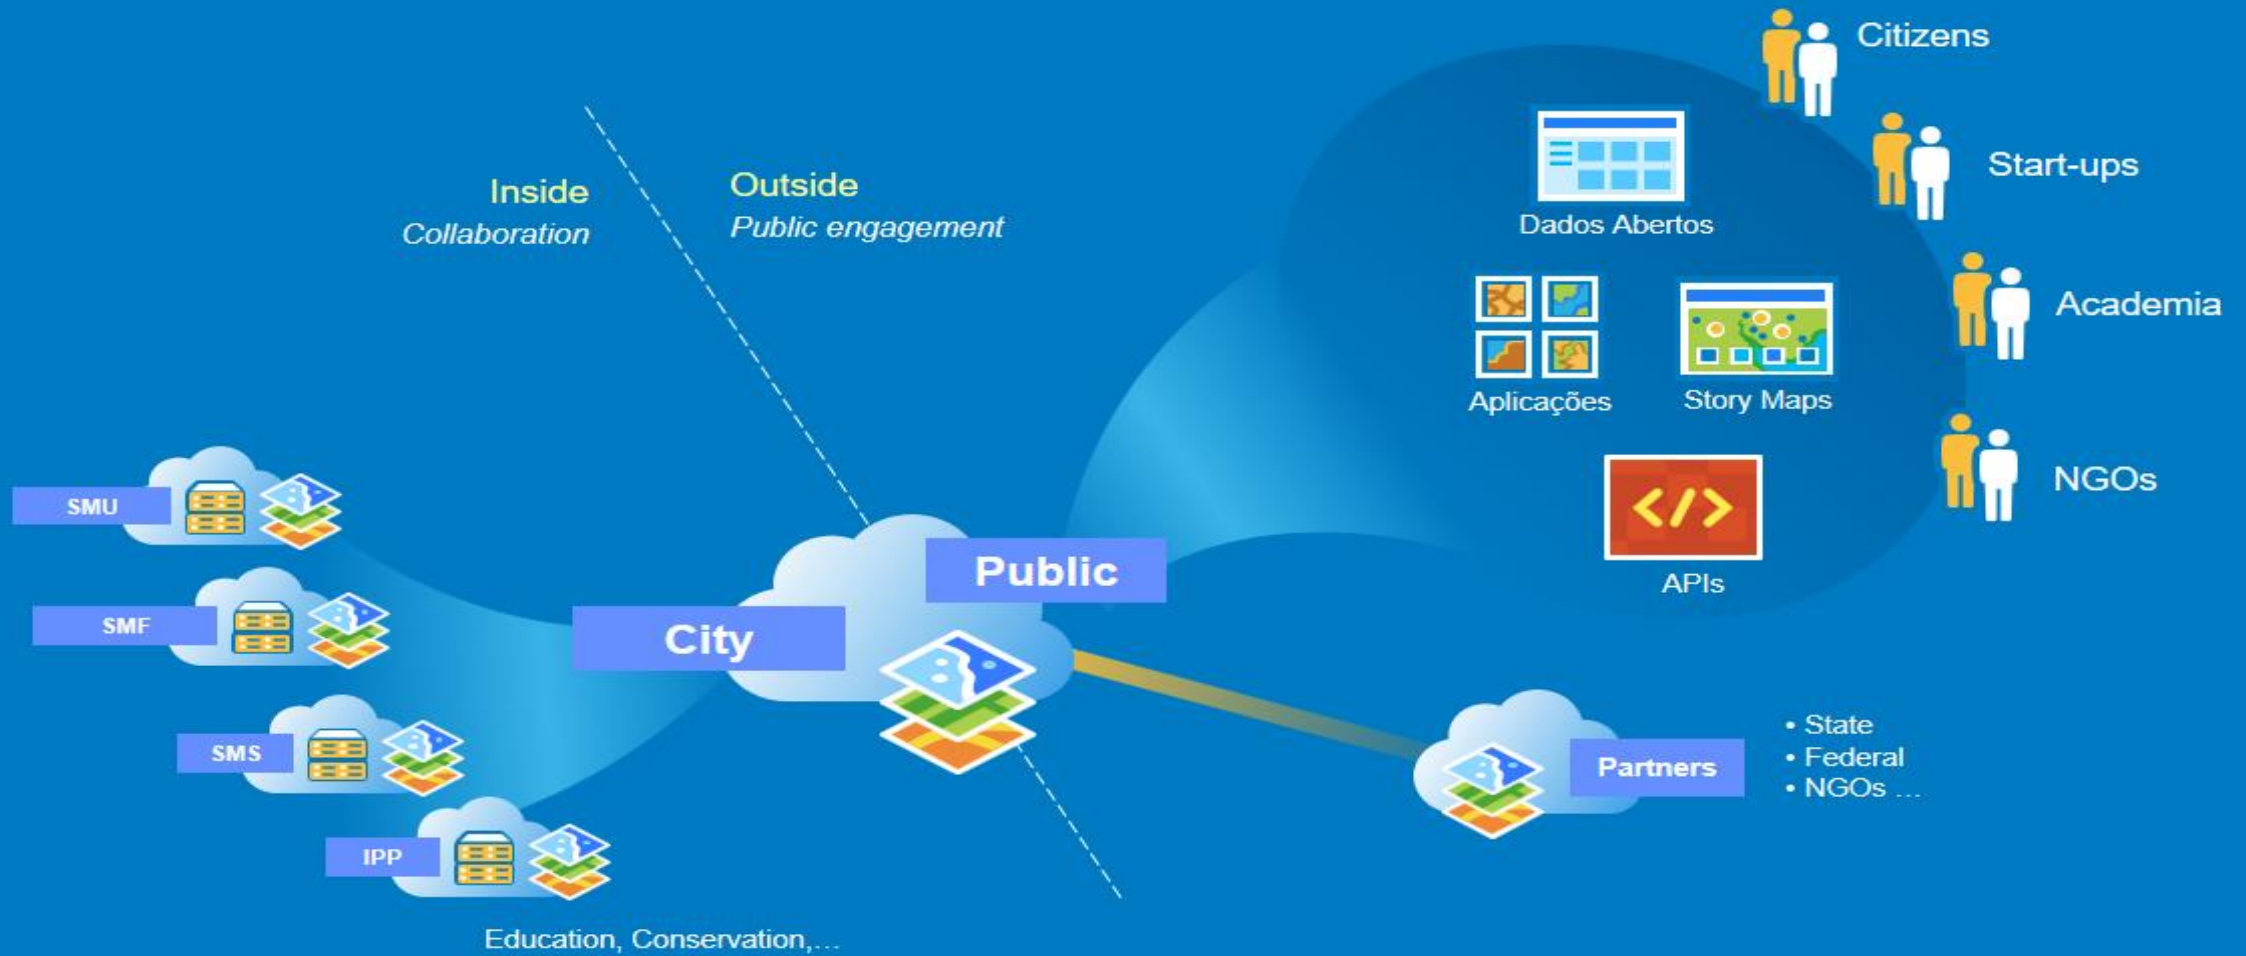 Citizens
Start-ups
Academia
NGOs
Inside
Collaboration
Outside
Public engagement
Dados Abertos
Aplicações
Story Maps
</>
APIs
SMU
SMF
SMS
IPP
Education, Conservation,...
City
Public
Partners
• State
• Federal
• NGOs ...